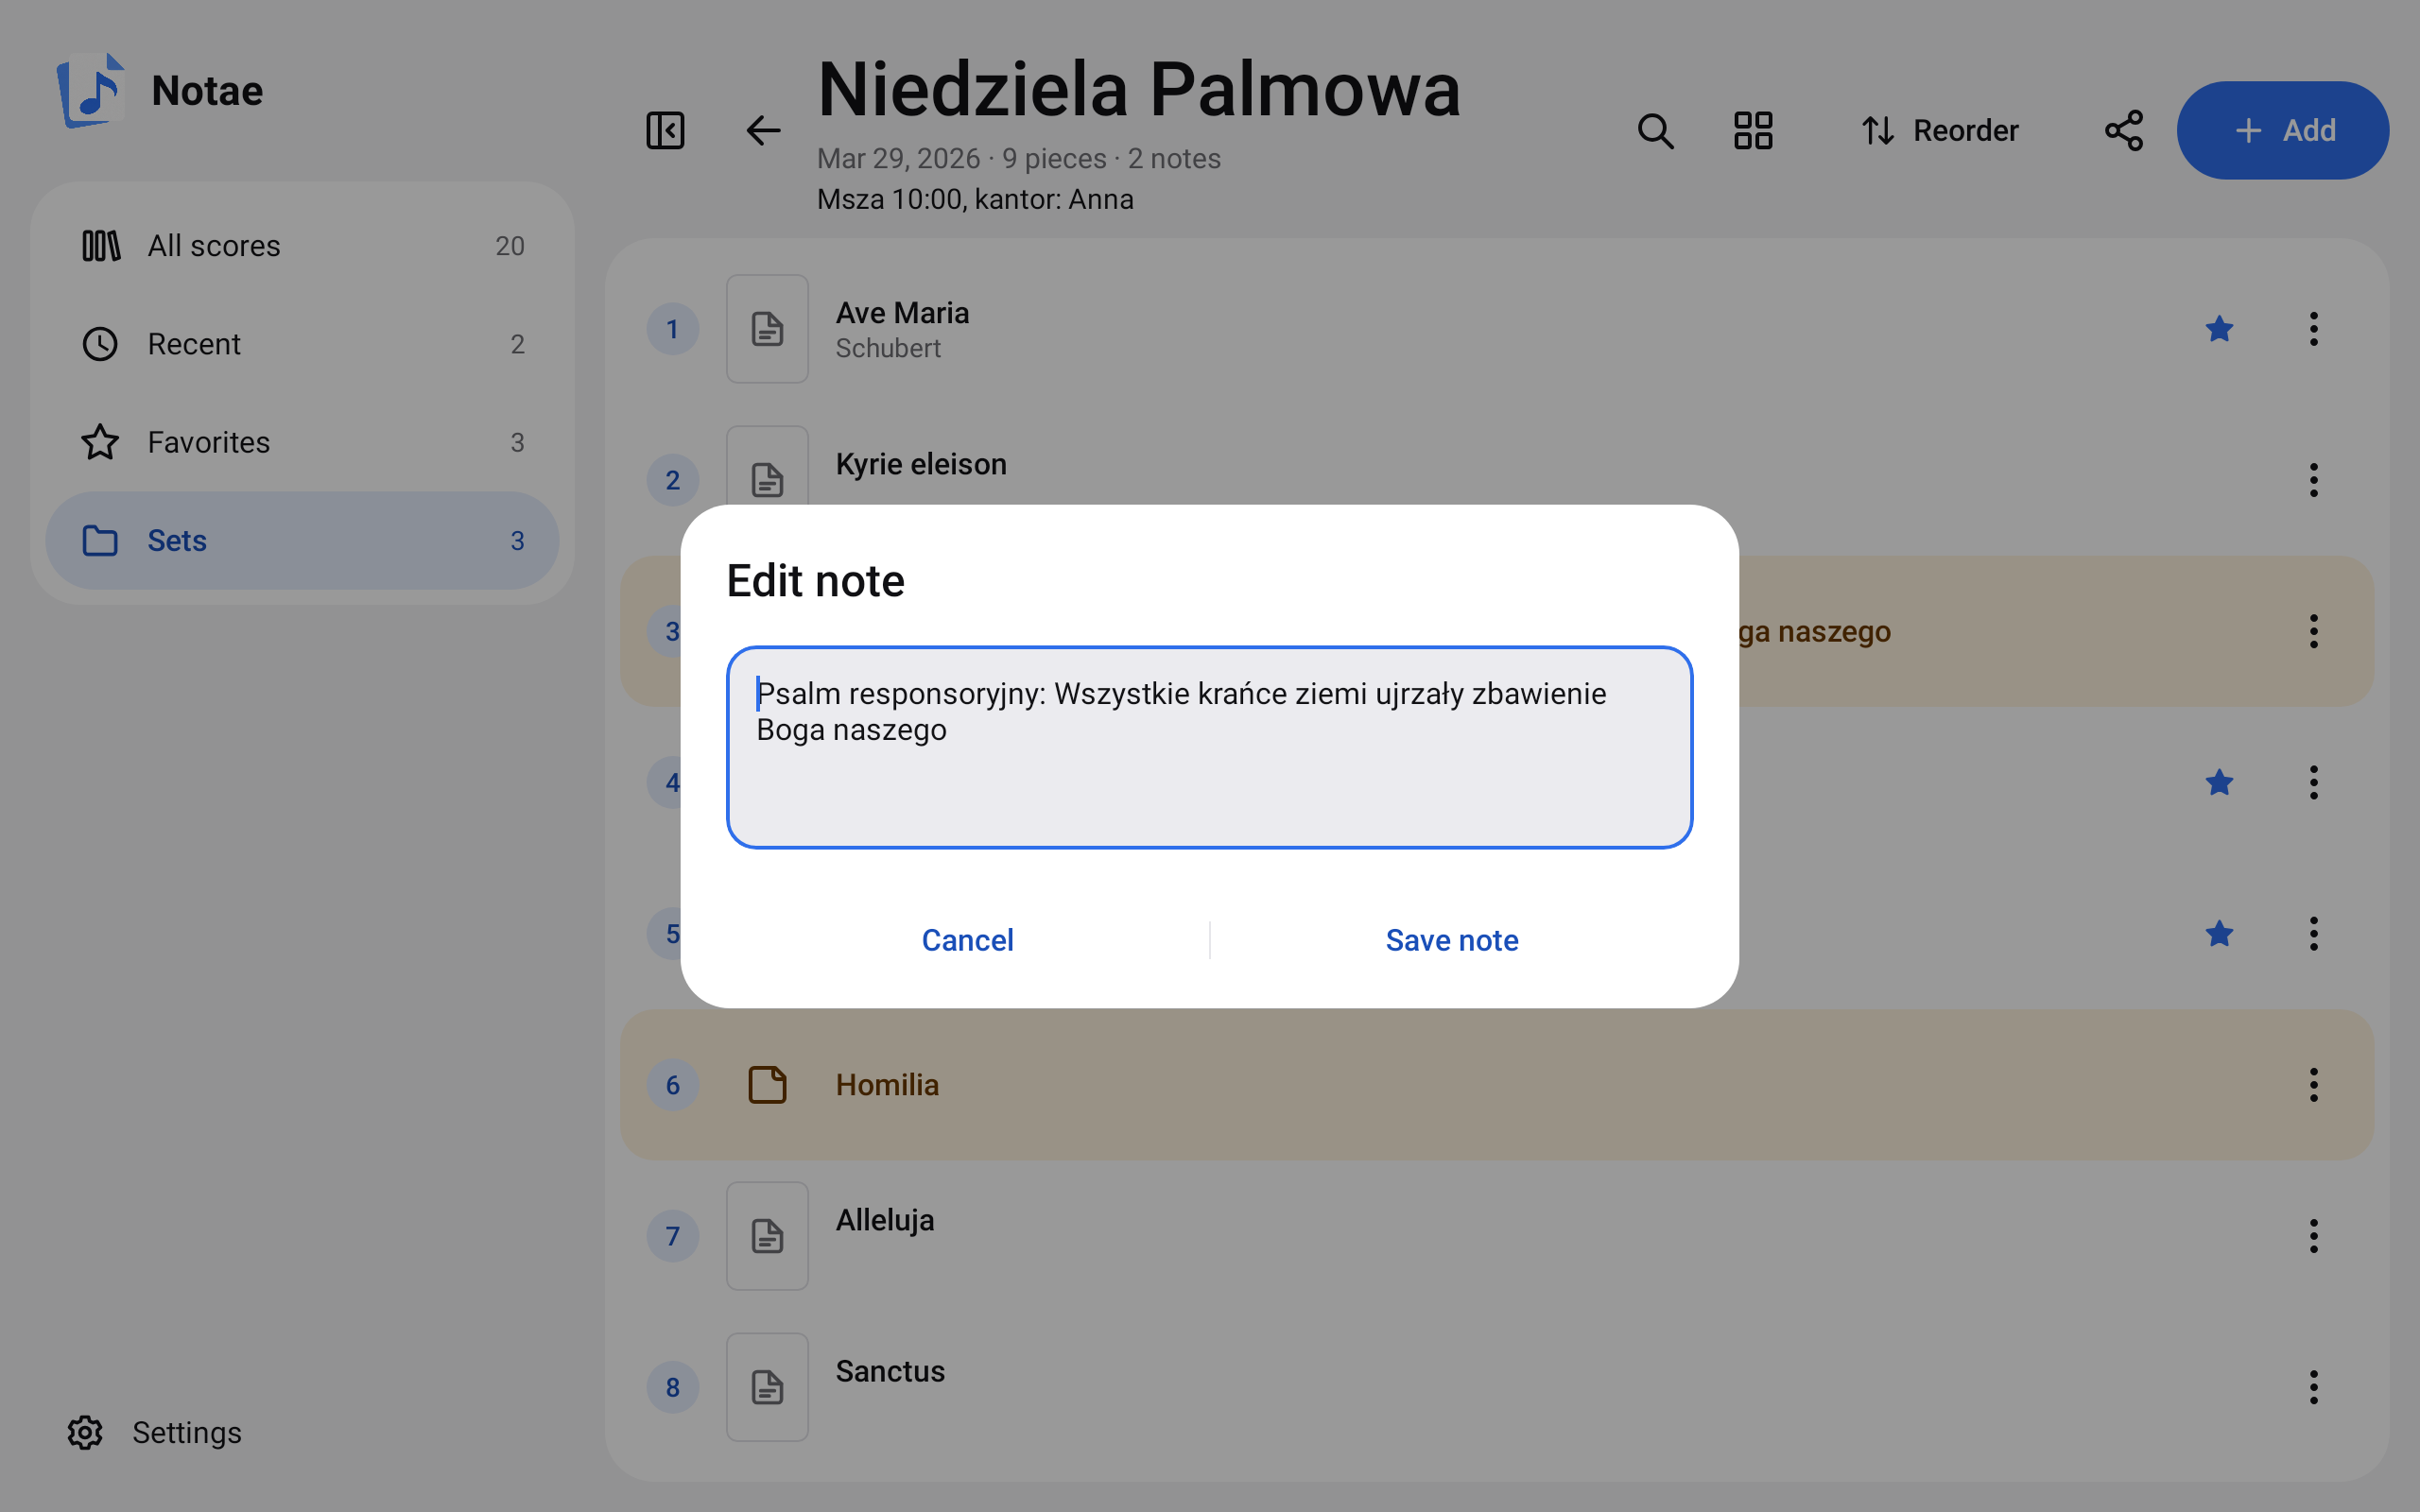 Notae
All scores 20
Recent 2
Favorites 3
Sets 3
Settings
Niedziela Palmowa
Mar 29, 2026 · 9 pieces · 2 notes
Msza 10:00, kantor: Anna
Reorder
+ Add
1 Ave Maria
Schubert
2 Kyrie eleison
3 ga naszego
Edit note
Psalm responsoryjny: Wszystkie krańce ziemi ujrzały zbawienie
Boga naszego
Cancel
Save note
4
5
6 Homilia
7 Alleluja
8 Sanctus